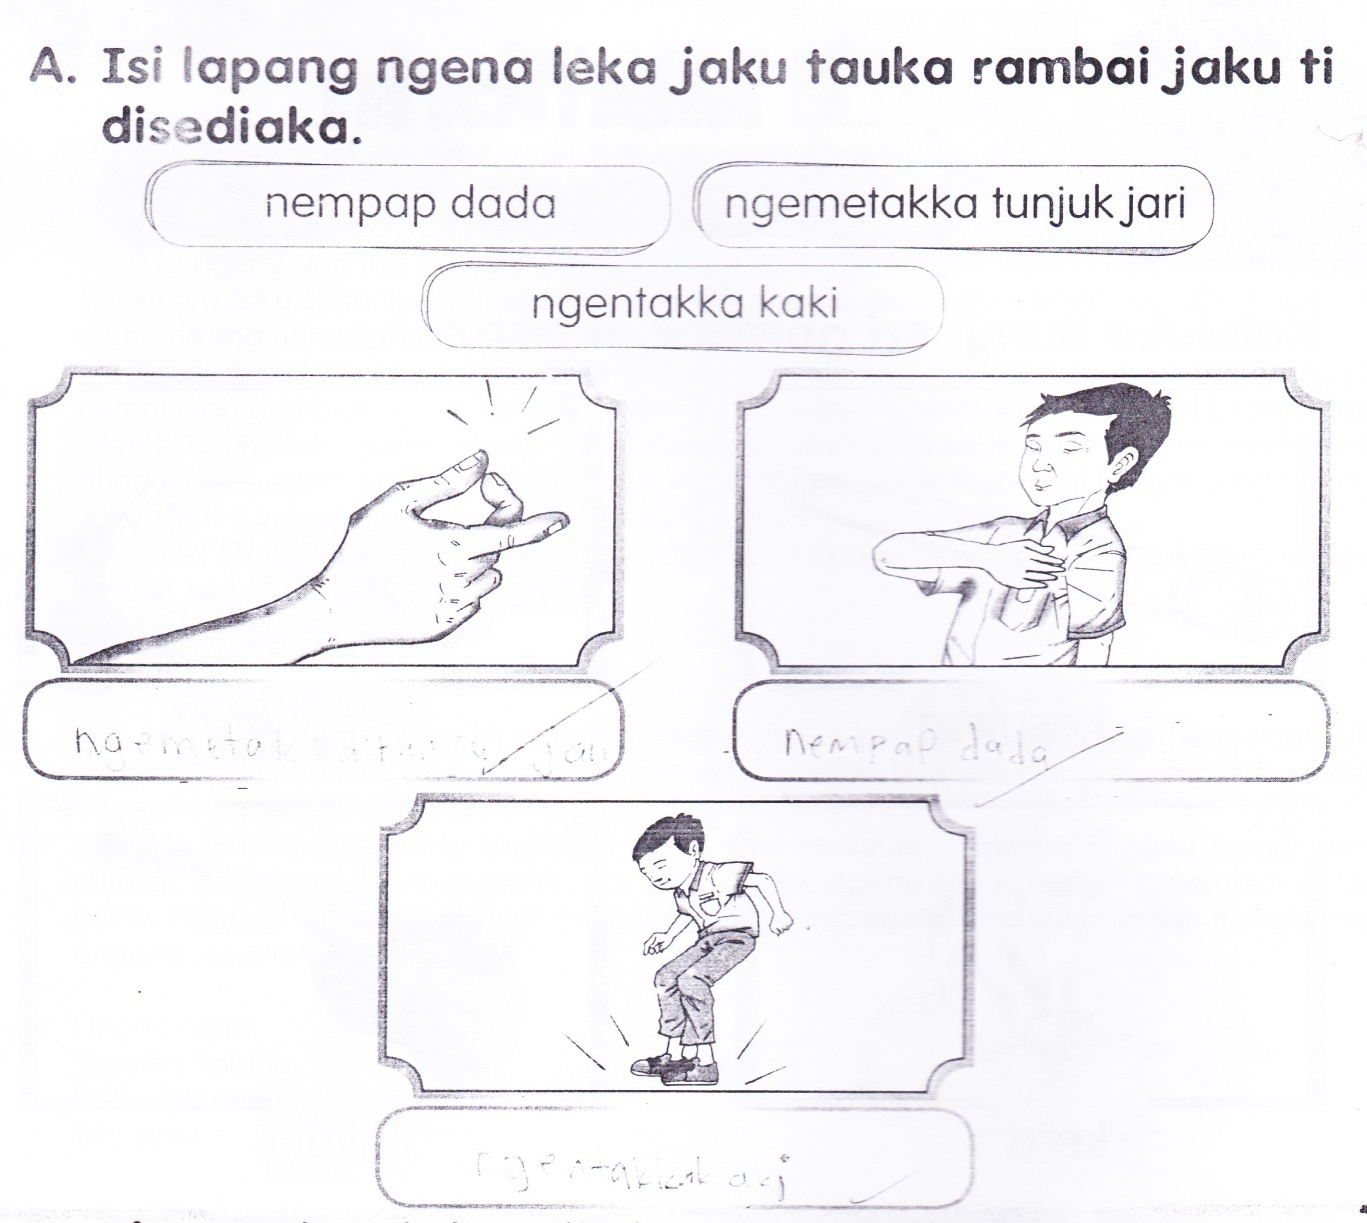 A. Isi lapang ngena leka jaku tauka rambai jaku ti
disediaka.
nempap dada
ngemetakka tunjuk jari
ngentakka kaki
jari
nempap dada